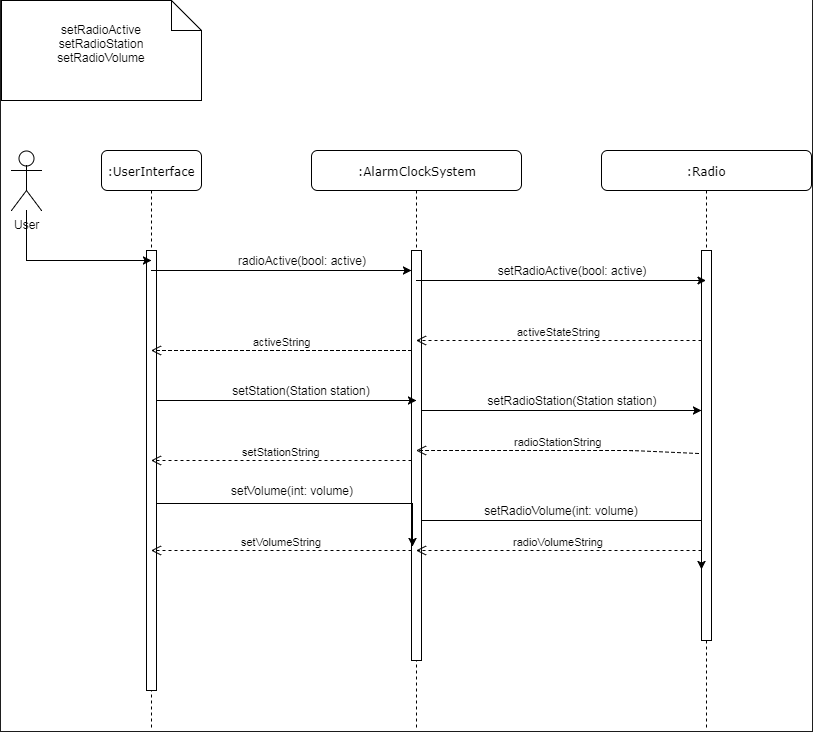 setRadioActive
setRadioStation
setRadioVolume
:UserInterface
:AlarmClockSystem
:Radio
User
radioActive(bool: active)
setRadioActive(bool: active)
activeStateString
activeString
setStation(Station station)
setRadioStation(Station station)
radioStationString
setStationString
setVolume(int: volume)
setRadioVolume(int: volume)
setVolumeString
radioVolumeString